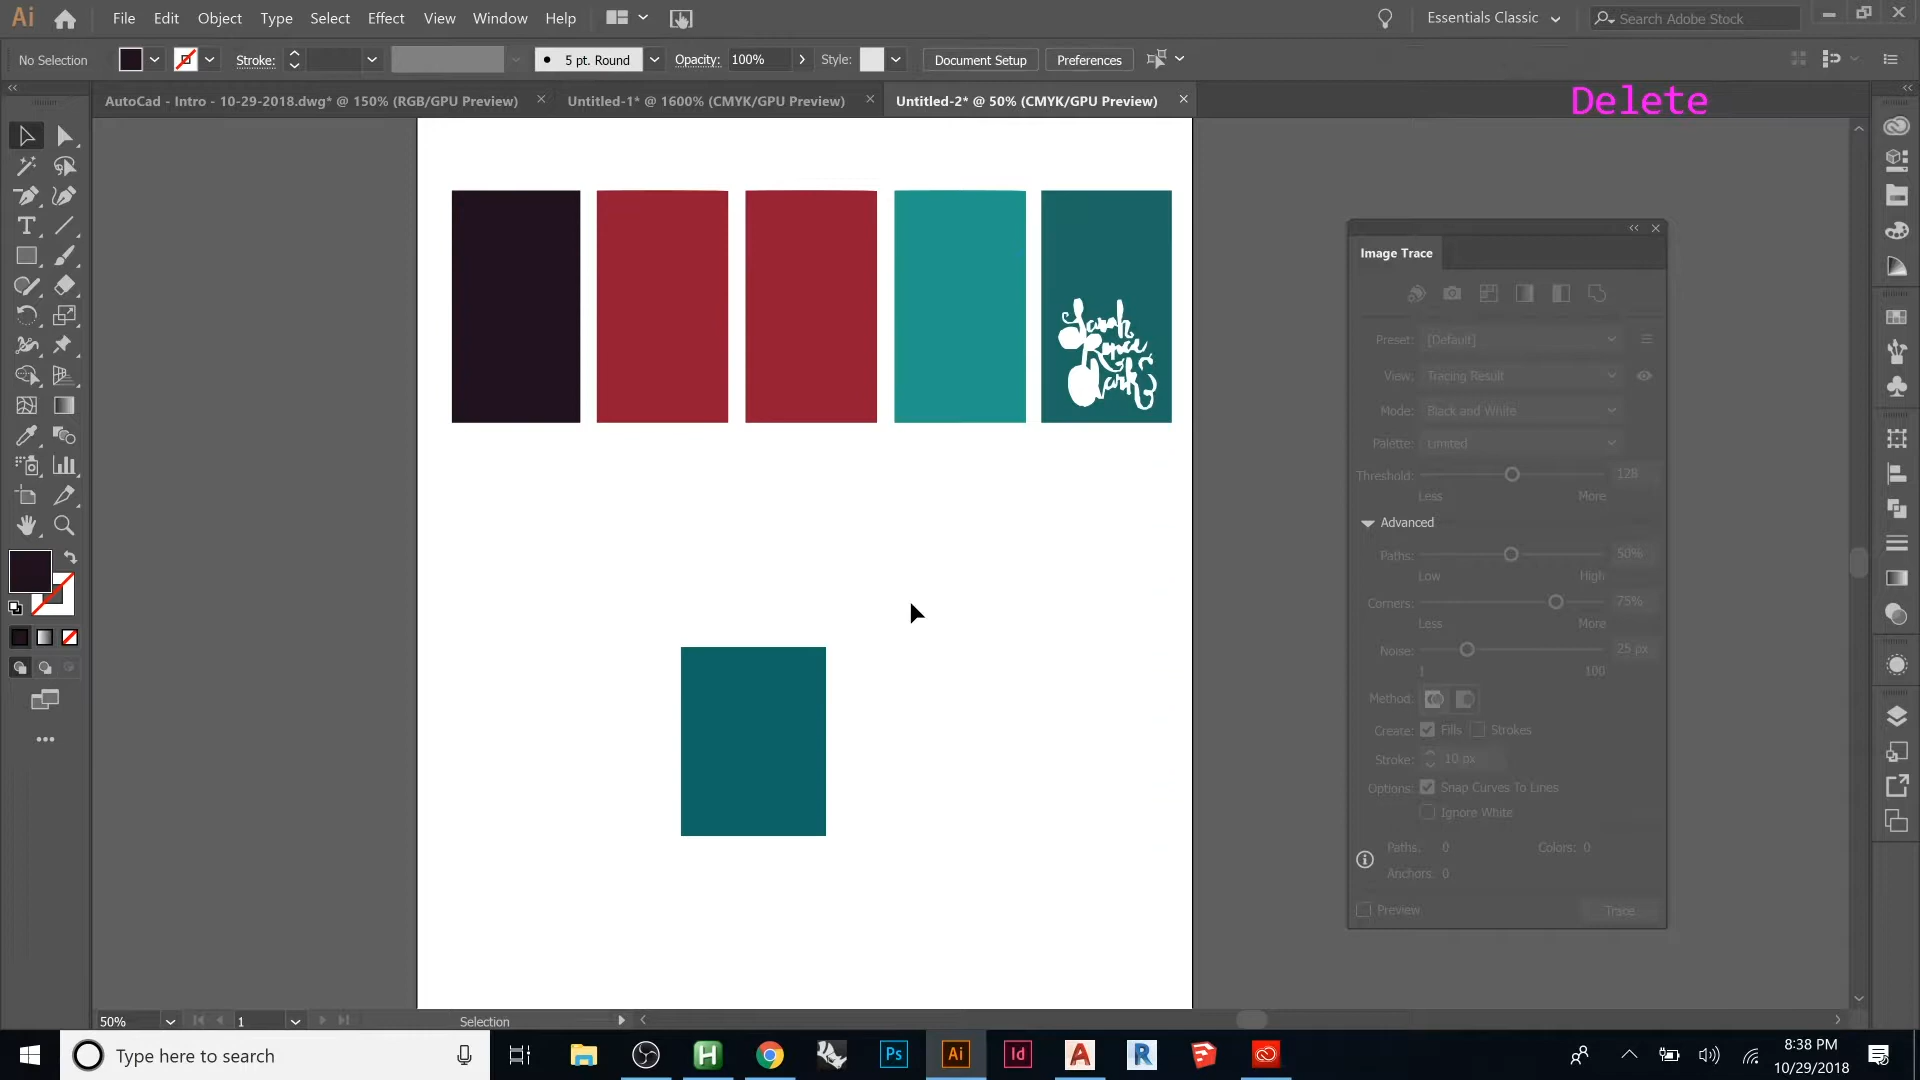 Ai File Edit Object Type Select Effect View Window Help Essentials Classic Search Adobe Stock
No Selection Stroke: 5 pt. Round Opacity: 100% Style: Document Setup Preferences
AutoCad - Intro - 10-29-2018.dwg* @ 150% (RGB/GPU Preview) Untitled-1* @ 1600% (CMYK/GPU Preview) Untitled-2* @ 50% (CMYK/GPU Preview)
Delete
Image Trace
Preset: [Default]
View: Tracing Result
Mode: Black and White
Palette: Limited
Threshold: 128
Less More
Advanced
Paths: 50%
Low High
Corners: 75%
Less More
Noise: 25 px
1 100
Method:
Create: Fills Strokes
Stroke: 10 px
Options: Snap Curves To Lines
Ignore White
Paths: 0 Colors: 0
Anchors: 0
Preview Trace
Sarah
50% 1 Selection
Type here to search
Ps Ai Id A R
8:38 PM
10/29/2018